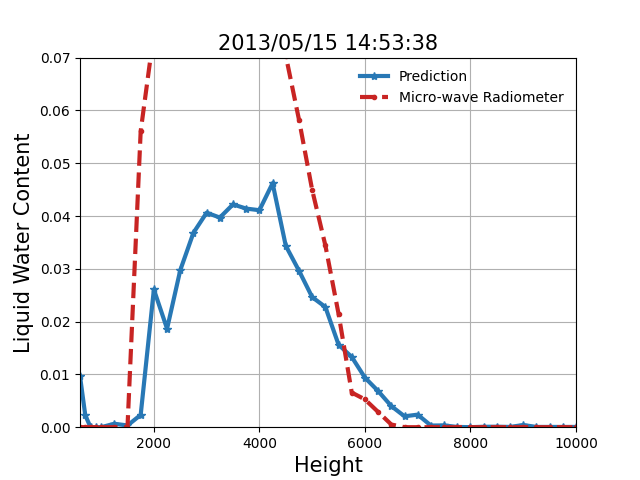 2013/05/15 14:53:38
Prediction
Micro-wave Radiometer
Liquid Water Content
0.07
0.06
0.05
0.04
0.03
0.02
0.01
0.00
2000 4000 6000 8000 10000
Height